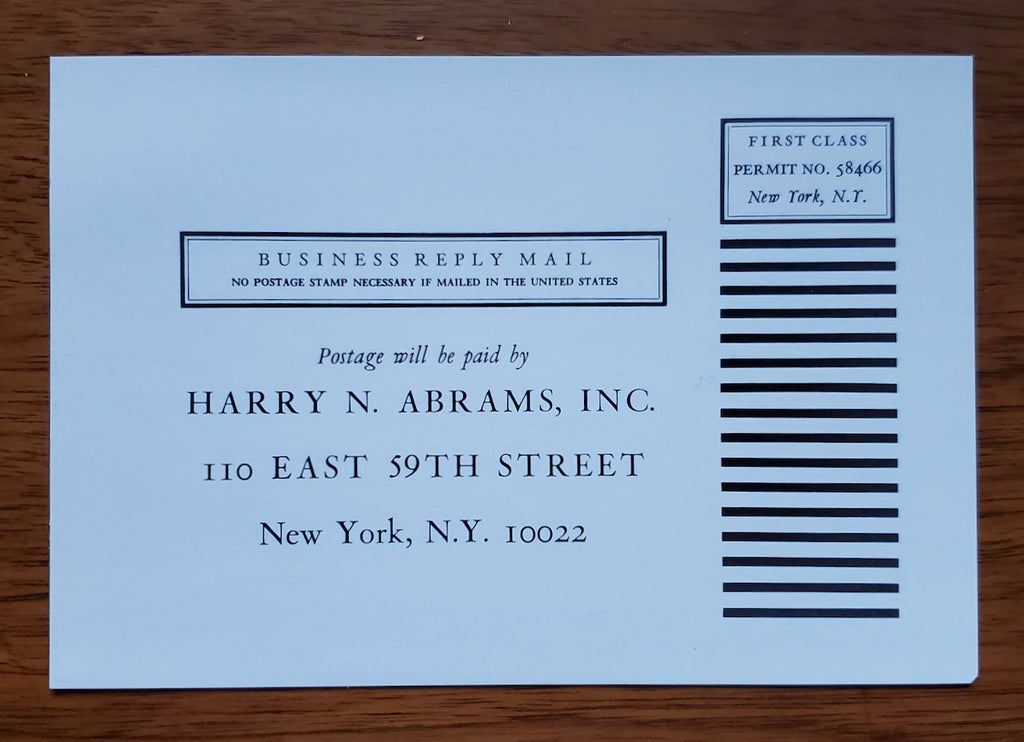 FIRST CLASS
PERMIT NO. 58466
New York, N.Y.
BUSINESS REPLY MAIL
NO POSTAGE STAMP NECESSARY IF MAILED IN THE UNITED STATES
Postage will be paid by
HARRY N. ABRAMS, INC.
110 EAST 59TH STREET
New York, N.Y. 10022